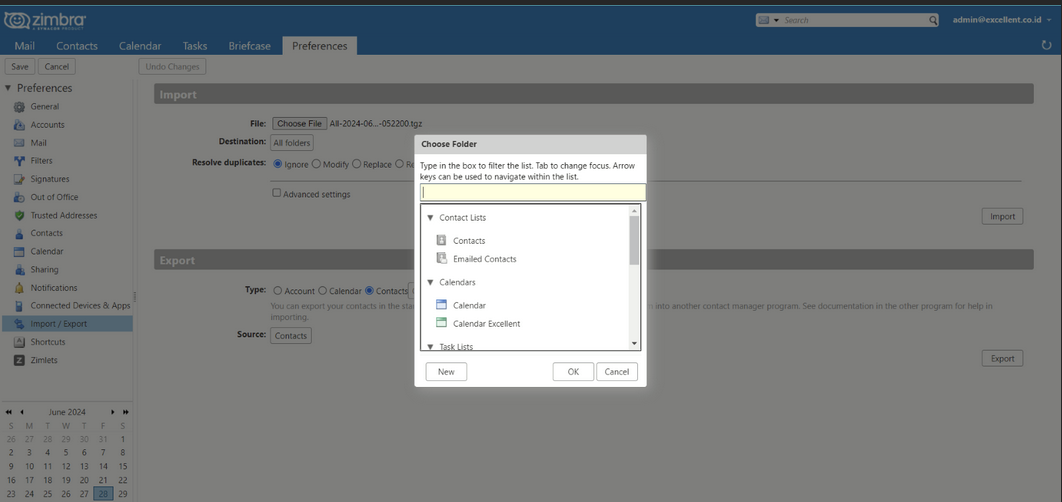 zimbra
A SYNACOR PRODUCT
Search
admin@excellent.co.id
Mail Contacts Calendar Tasks Briefcase Preferences
Save Cancel Undo Changes
Preferences
General
Accounts
Mail
Filters
Signatures
Out of Office
Trusted Addresses
Contacts
Calendar
Sharing
Notifications
Connected Devices & Apps
Import / Export
Shortcuts
Zimlets
June 2024
S M T W T F S
26 27 28 29 30 31 1
2 3 4 5 6 7 8
9 10 11 12 13 14 15
16 17 18 19 20 21 22
23 24 25 26 27 28 29
Import
File: Choose File All-2024-06...-052200.tgz
Destination: All folders
Resolve duplicates: Ignore Modify Replace
Advanced settings
Import
Export
Type: Account Calendar Contacts
You can export your contacts in the sta
n into another contact manager program. See documentation in the other program for help in
importing.
Source: Contacts
Export
Choose Folder
Type in the box to filter the list. Tab to change focus. Arrow
keys can be used to navigate within the list.
Contact Lists
Contacts
Emailed Contacts
Calendars
Calendar
Calendar Excellent
Task Lists
New OK Cancel